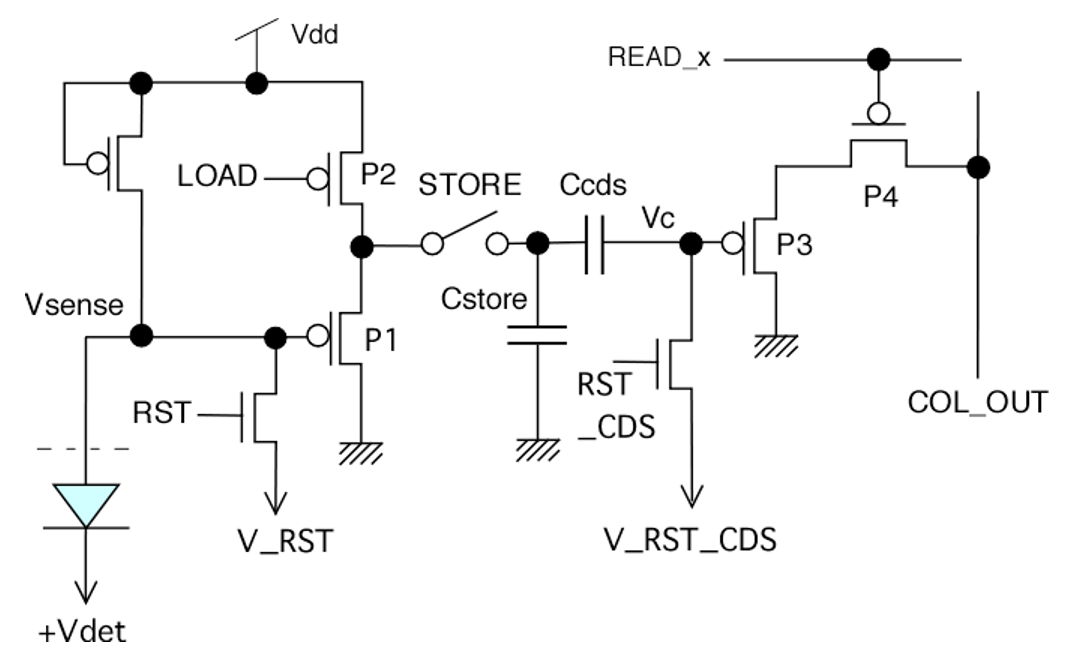 Vdd
READ_x
LOAD
P2
STORE
Ccds
Vc
P4
P3
Vsense
Cstore
P1
RST
RST
_CDS
COL_OUT
V_RST
V_RST_CDS
+Vdet